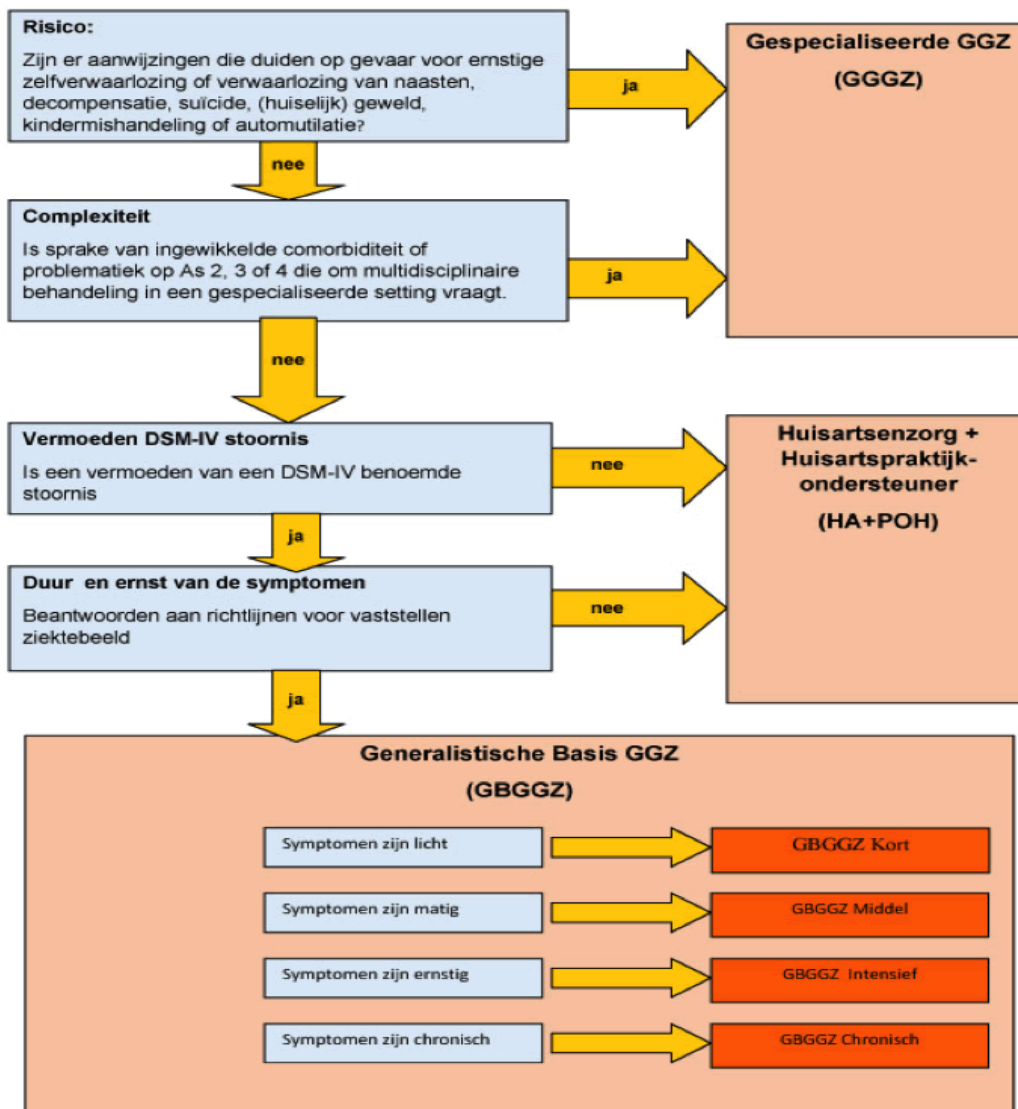 Risico:
Zijn er aanwijzingen die duiden op gevaar voor ernstige
zelfverwaarlozing of verwaarlozing van naasten,
decompensatie, suïcide, (huiselijk) geweld,
kindermishandeling of automutilatie?
ja
Gespecialiseerde GGZ
(GGGZ)
nee
Complexiteit
Is sprake van ingewikkelde comorbiditeit of
problematiek op As 2, 3 of 4 die om multidisciplinaire
behandeling in een gespecialiseerde setting vraagt.
ja
nee
Vermoeden DSM-IV stoornis
Is een vermoeden van een DSM-IV benoemde
stoornis
nee
Huisartsenzorg +
Huisartspraktijk-
ondersteuner
(HA+POH)
ja
Duur en ernst van de symptomen
Beantwoorden aan richtlijnen voor vaststellen
ziektebeeld
nee
ja
Generalistische Basis GGZ
(GBGGZ)
Symptomen zijn licht
GBGGZ Kort
Symptomen zijn matig
GBGGZ Middel
Symptomen zijn ernstig
GBGGZ Intensief
Symptomen zijn chronisch
GBGGZ Chronisch